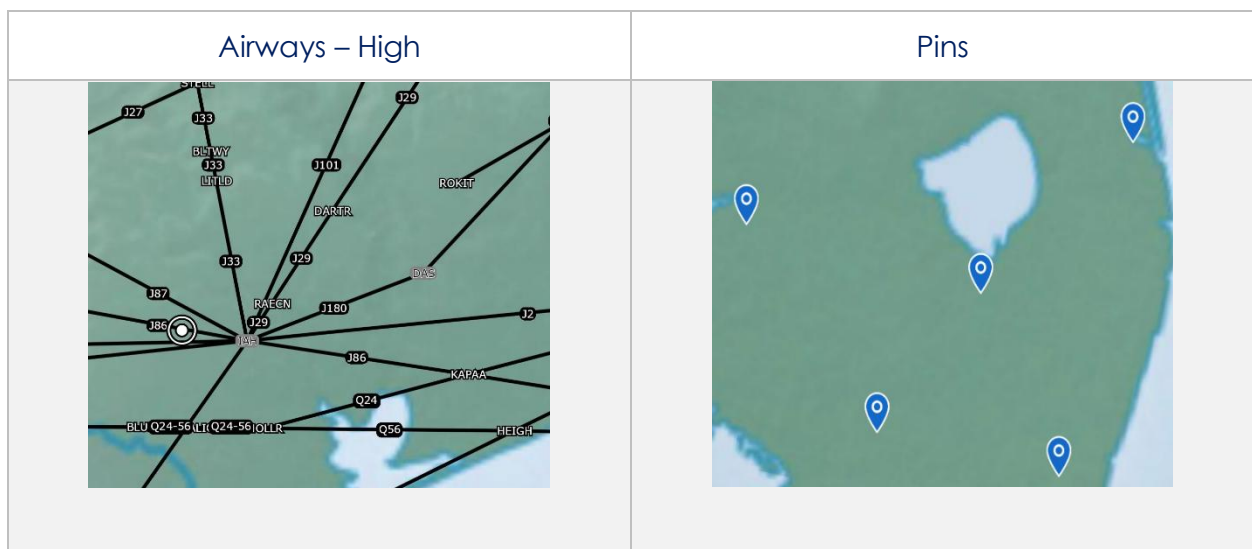 Airways – High
Pins
STELL
J27
J29
J33
BLTWY
J33
J101
LITLD
ROKIT
DARTR
J33
J29
DAS
J87
RAECN
J180
J86
J29
J2
IAH
J86
KAPAA
Q24
BLU Q24-56 Q24-56 OLLR
Q56
HEIGH